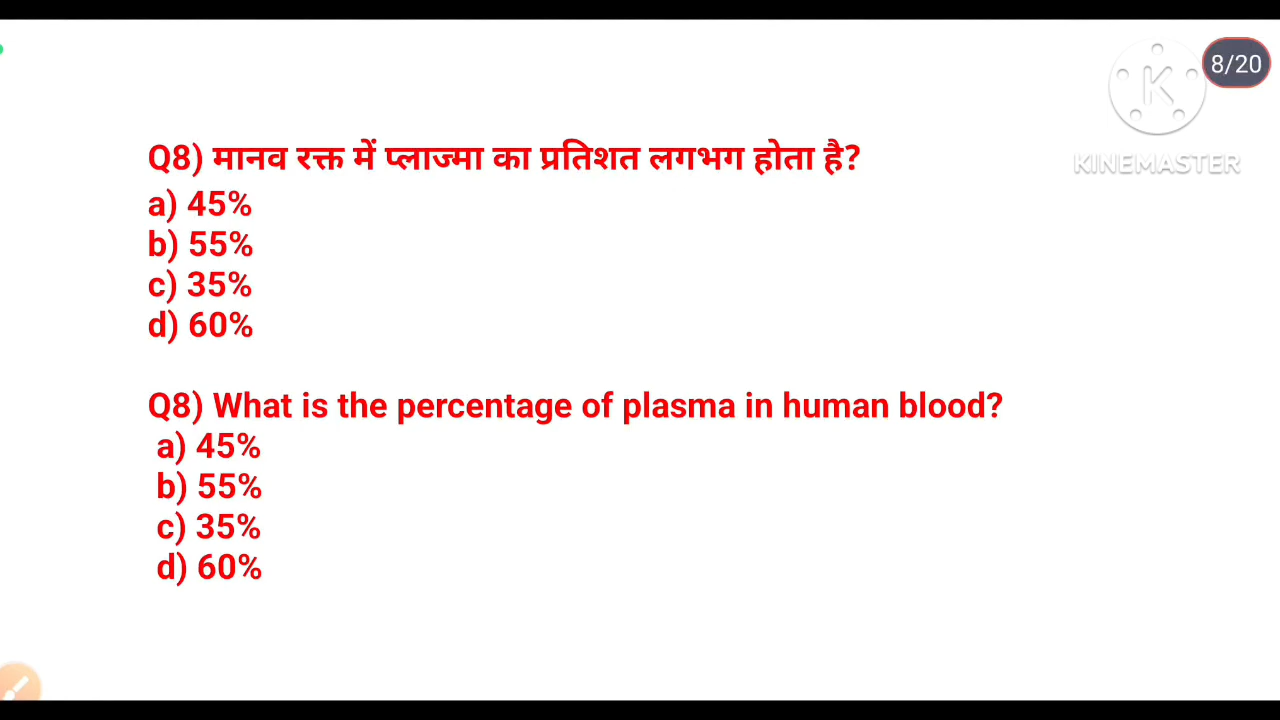 8/20
K
KINEMASTER
Q8) मानव रक्त में प्लाज्मा का प्रतिशत लगभग होता है?
a) 45%
b) 55%
c) 35%
d) 60%
Q8) What is the percentage of plasma in human blood?
a) 45%
b) 55%
c) 35%
d) 60%